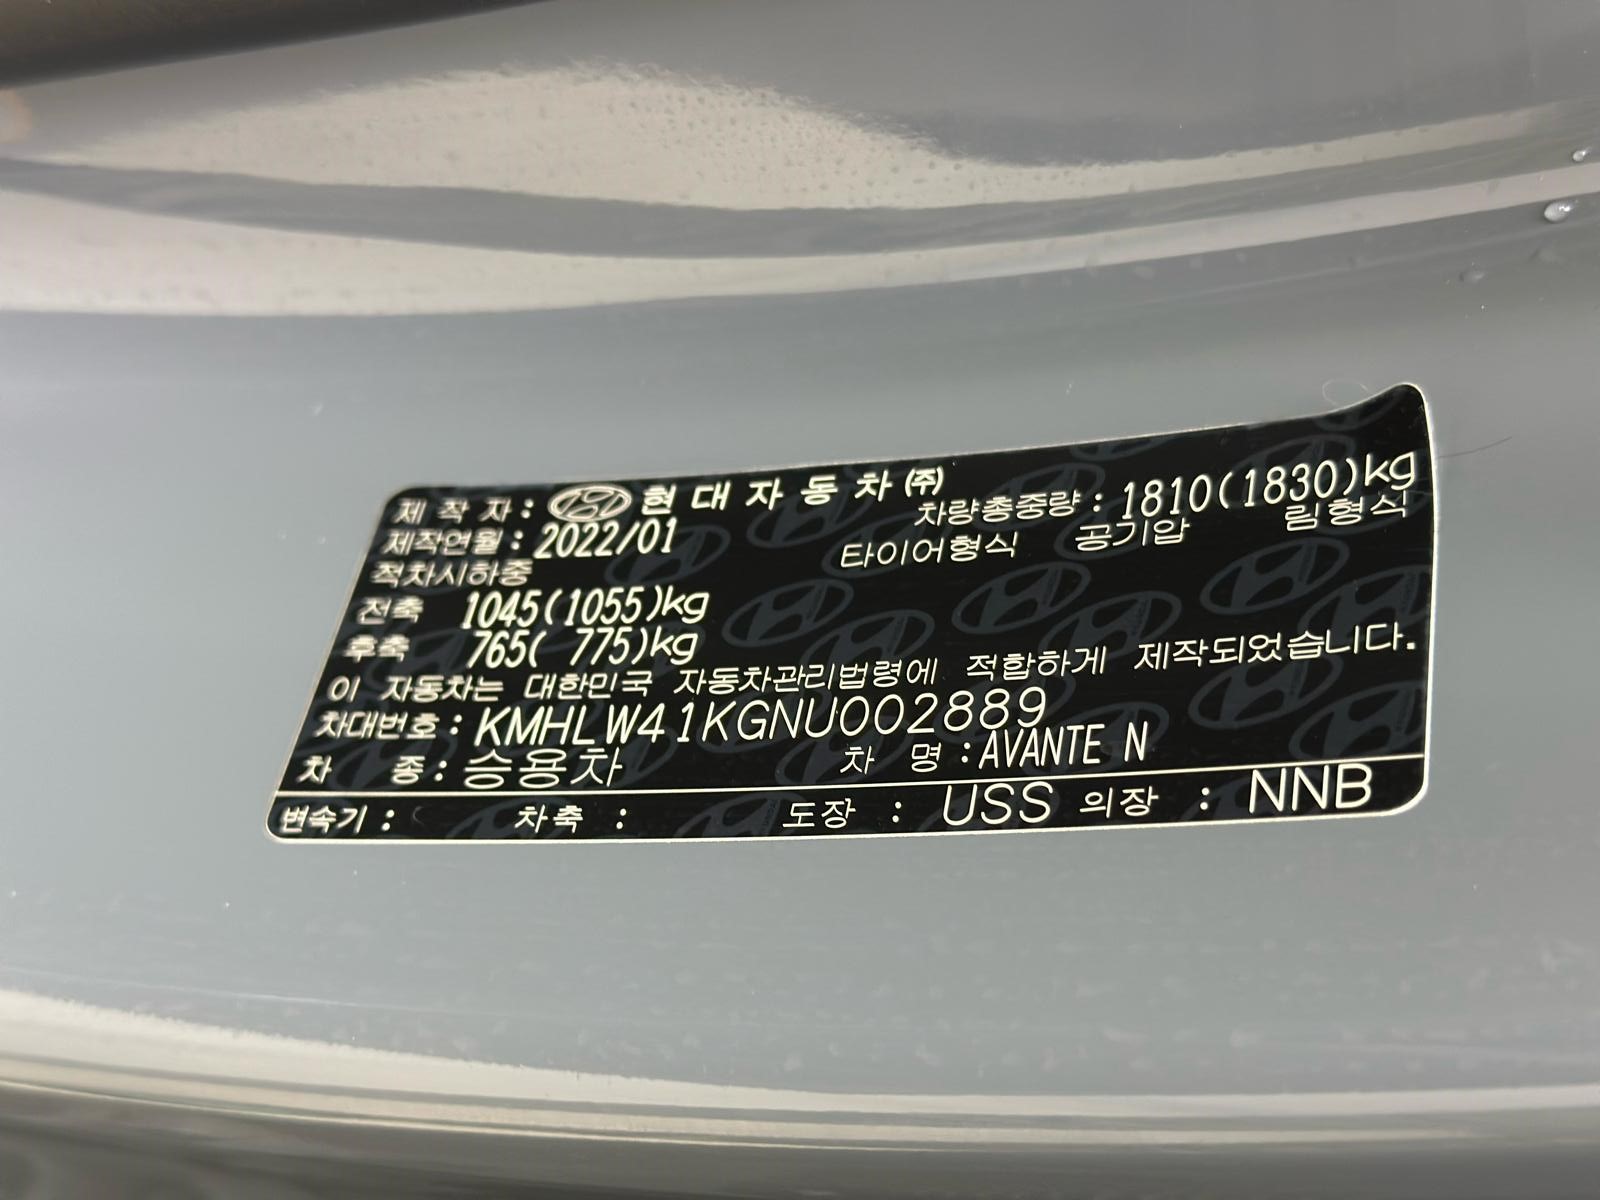 제 작 자 : 현대자동차(주)
제작연월 : 2022/01 차량총중량 : 1810(1830)kg
적차시하중 타이어형식 공기압 림형식
전축 1045(1055)kg
후축 765( 775)kg
이 자동차는 대한민국 자동차관리법령에 적합하게 제작되었습니다.
차대번호 : KMHLW41KGNU002889
차 종 : 승용차 차 명 : AVANTE N
변속기 : 차축 : 도장 : USS 의장 : NNB